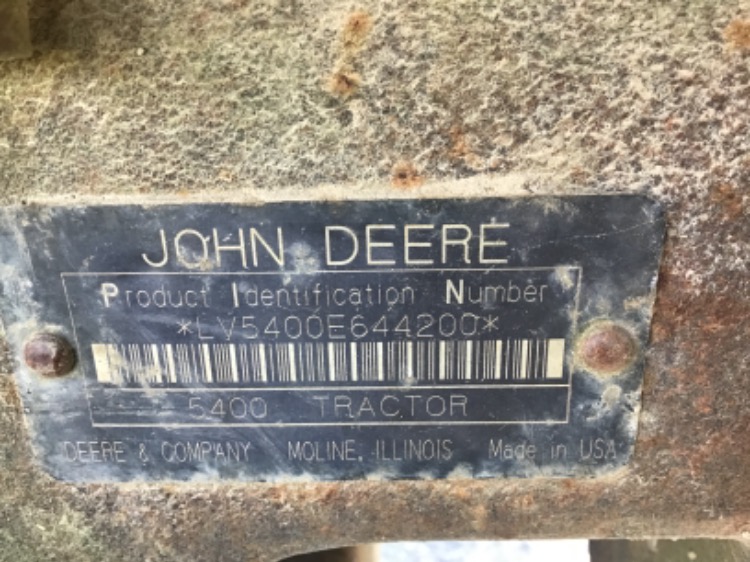 JOHN DEERE
Product Identification Number
*LV5400E644200*
5400 TRACTOR
DEERE & COMPANY MOLINE, ILLINOIS Made in USA